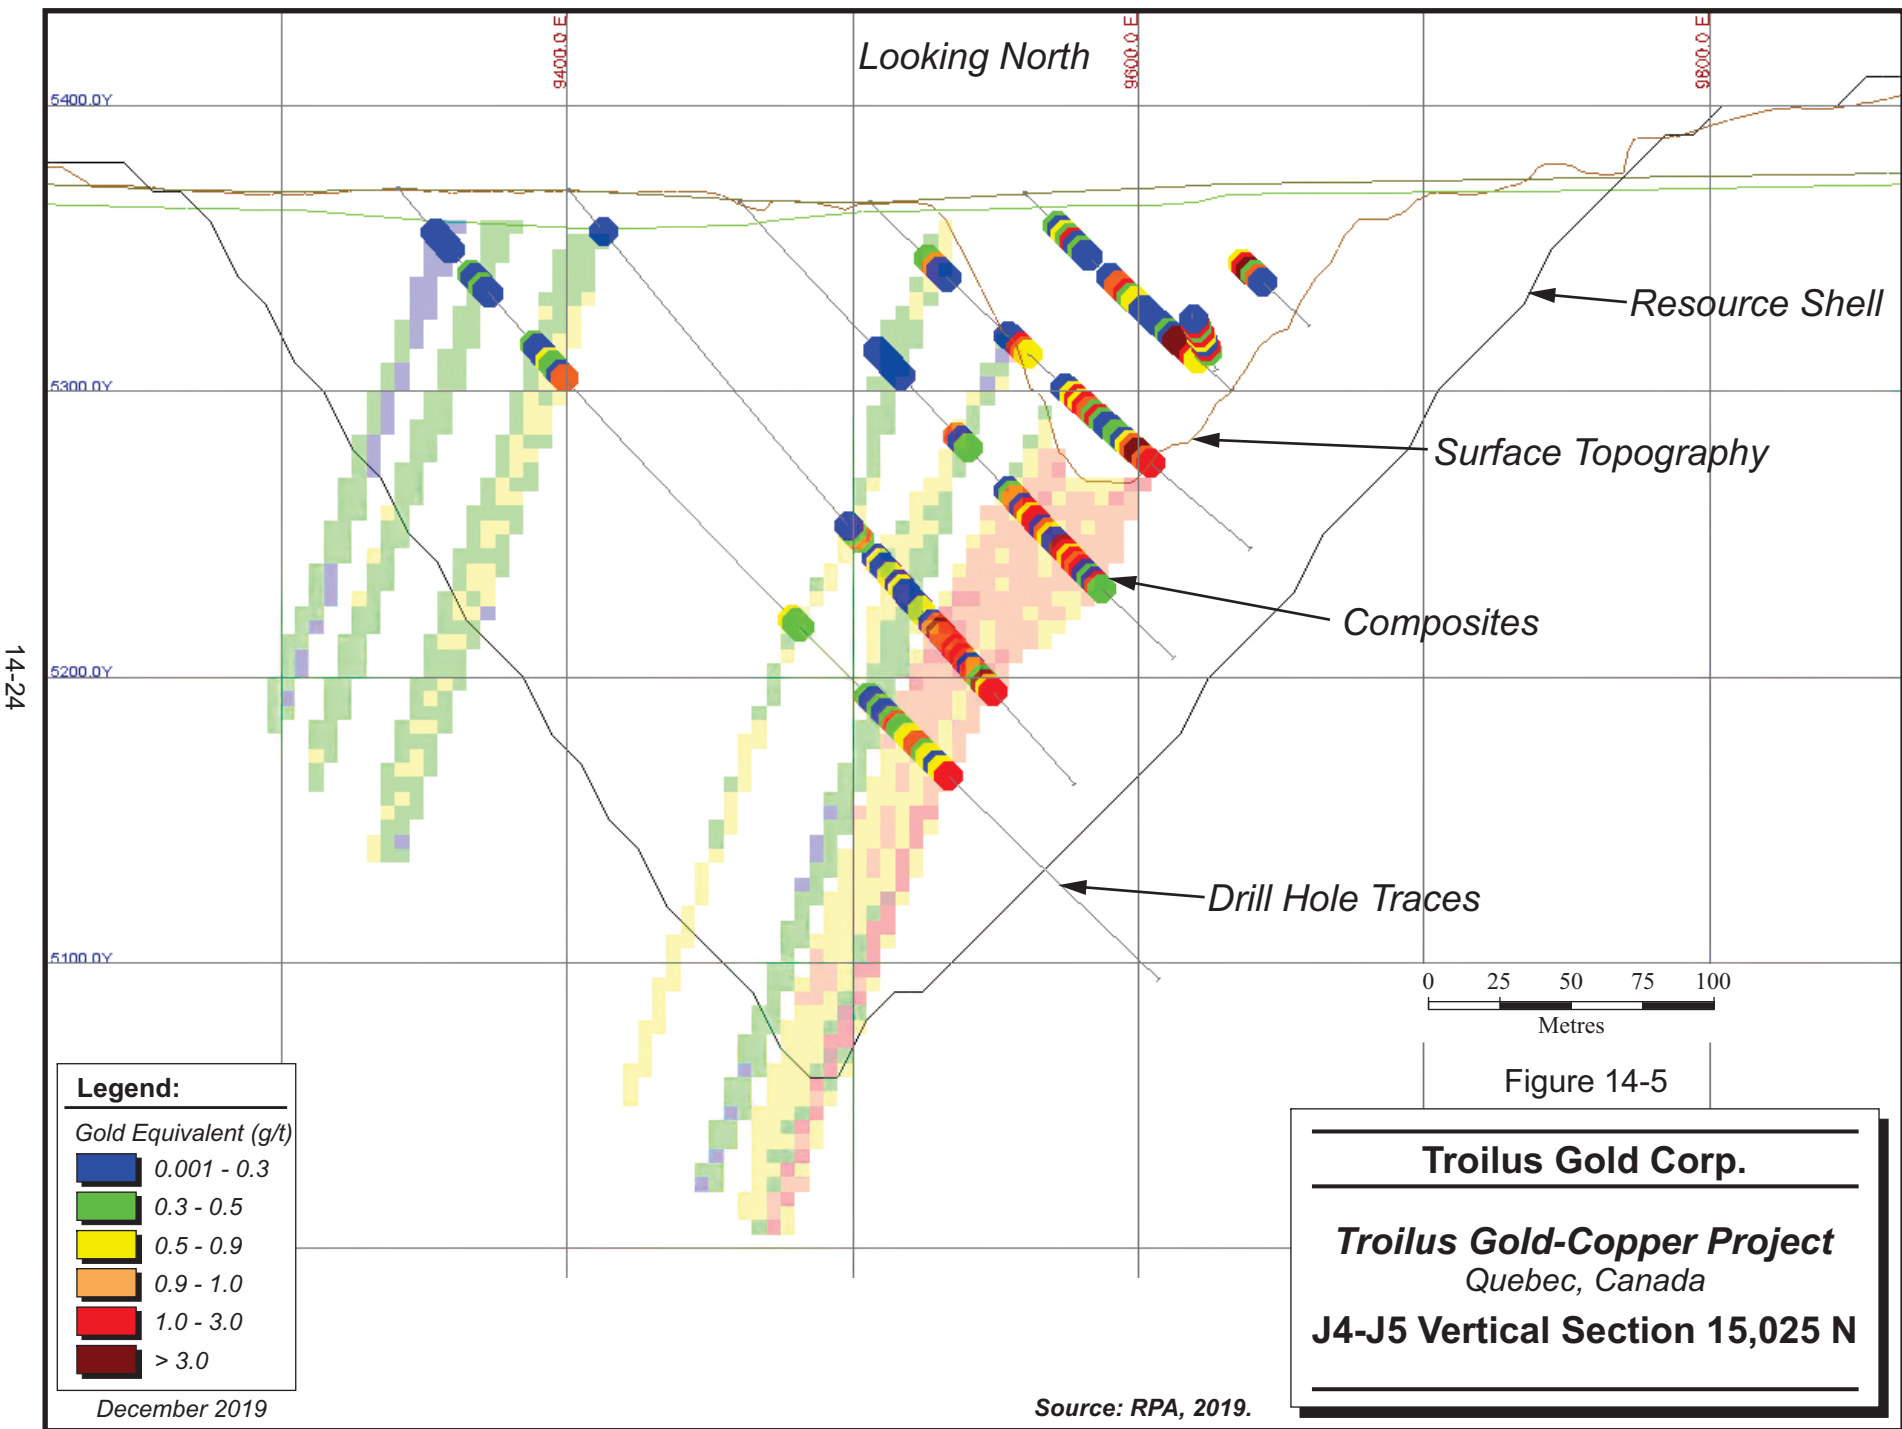 9400.0 E
9600.0 E
9800.0 E
Looking North
5400.0Y
Resource Shell
5300.0Y
Surface Topography
Composites
14-24
5200.0Y
Drill Hole Traces
5100.0Y
0 25 50 75 100
Metres
Figure 14-5
Legend:
Gold Equivalent (g/t)
0.001 - 0.3
0.3 - 0.5
0.5 - 0.9
0.9 - 1.0
1.0 - 3.0
> 3.0
December 2019
Source: RPA, 2019.
Troilus Gold Corp.
Troilus Gold-Copper Project
Quebec, Canada
J4-J5 Vertical Section 15,025 N